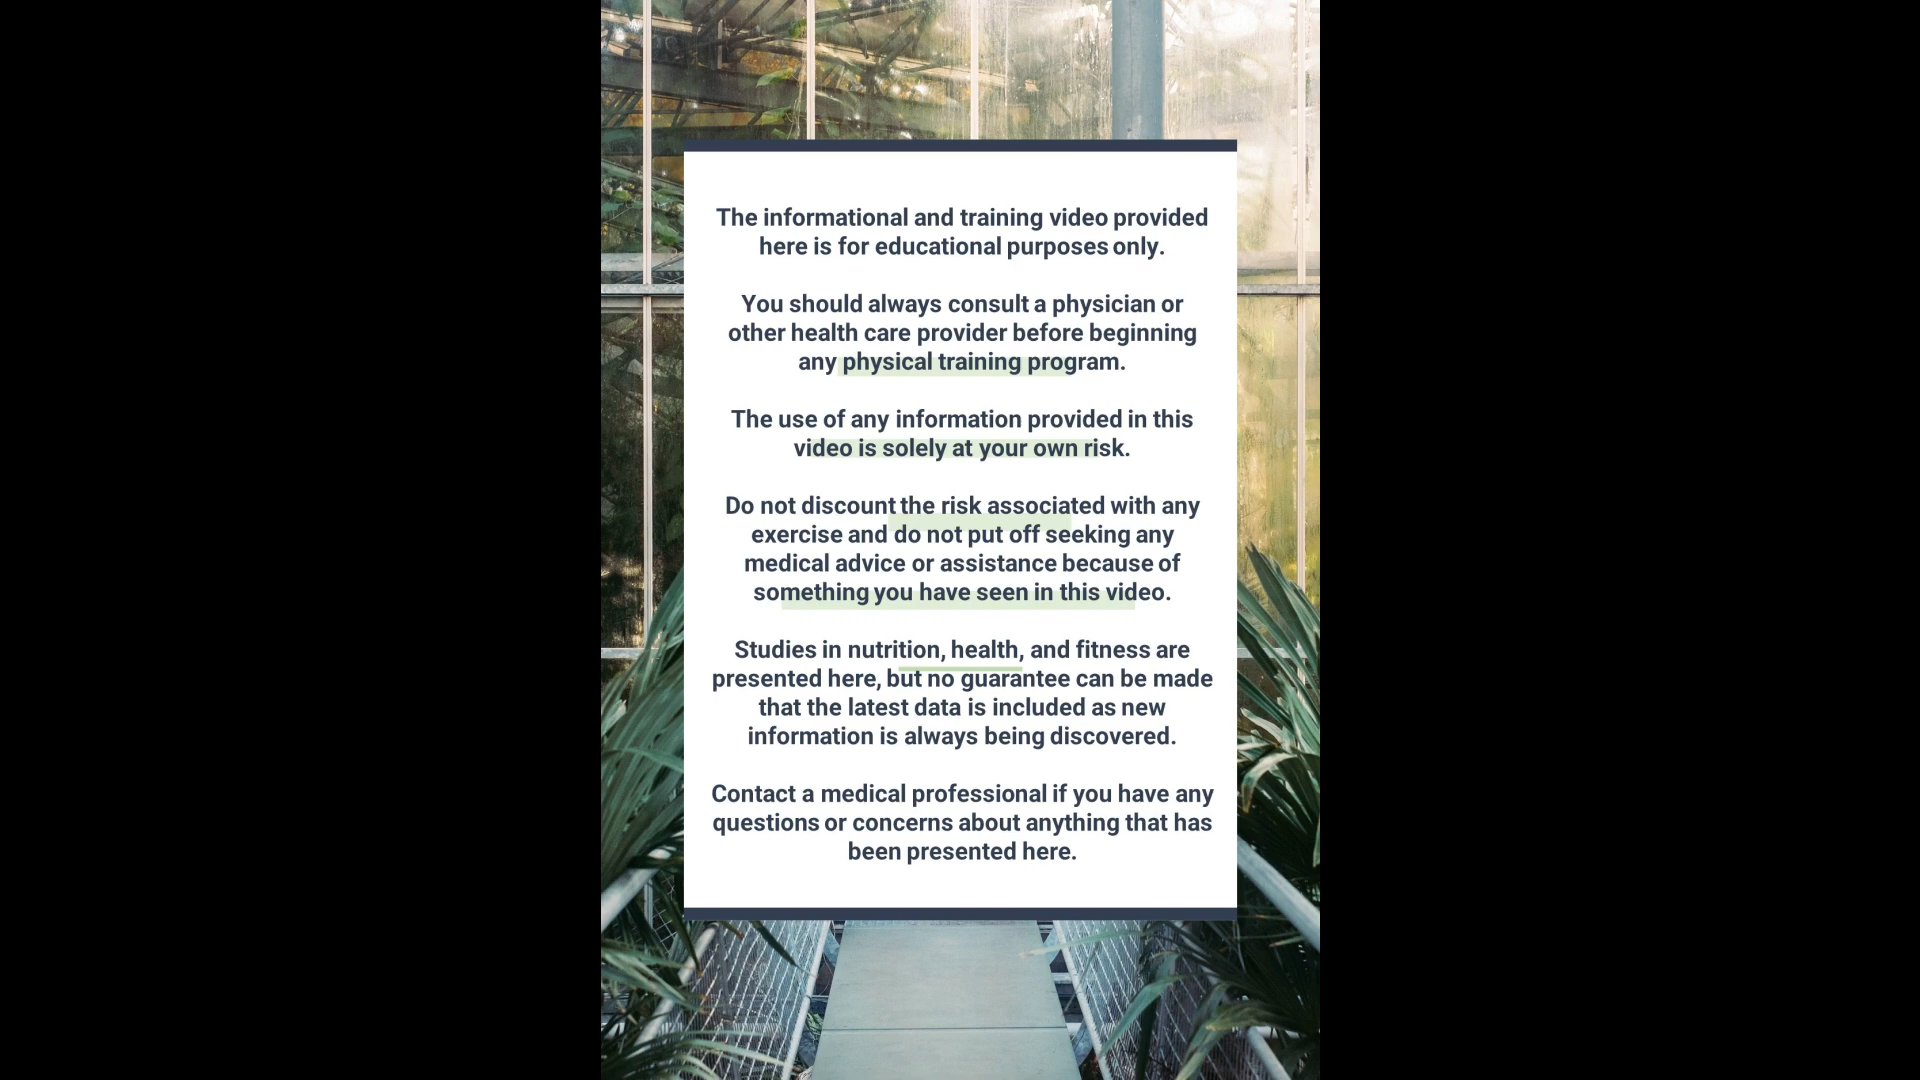 The informational and training video provided
here is for educational purposes only.
You should always consult a physician or
other health care provider before beginning
any physical training program.
The use of any information provided in this
video is solely at your own risk.
Do not discount the risk associated with any
exercise and do not put off seeking any
medical advice or assistance because of
something you have seen in this video.
Studies in nutrition, health, and fitness are
presented here, but no guarantee can be made
that the latest data is included as new
information is always being discovered.
Contact a medical professional if you have any
questions or concerns about anything that has
been presented here.